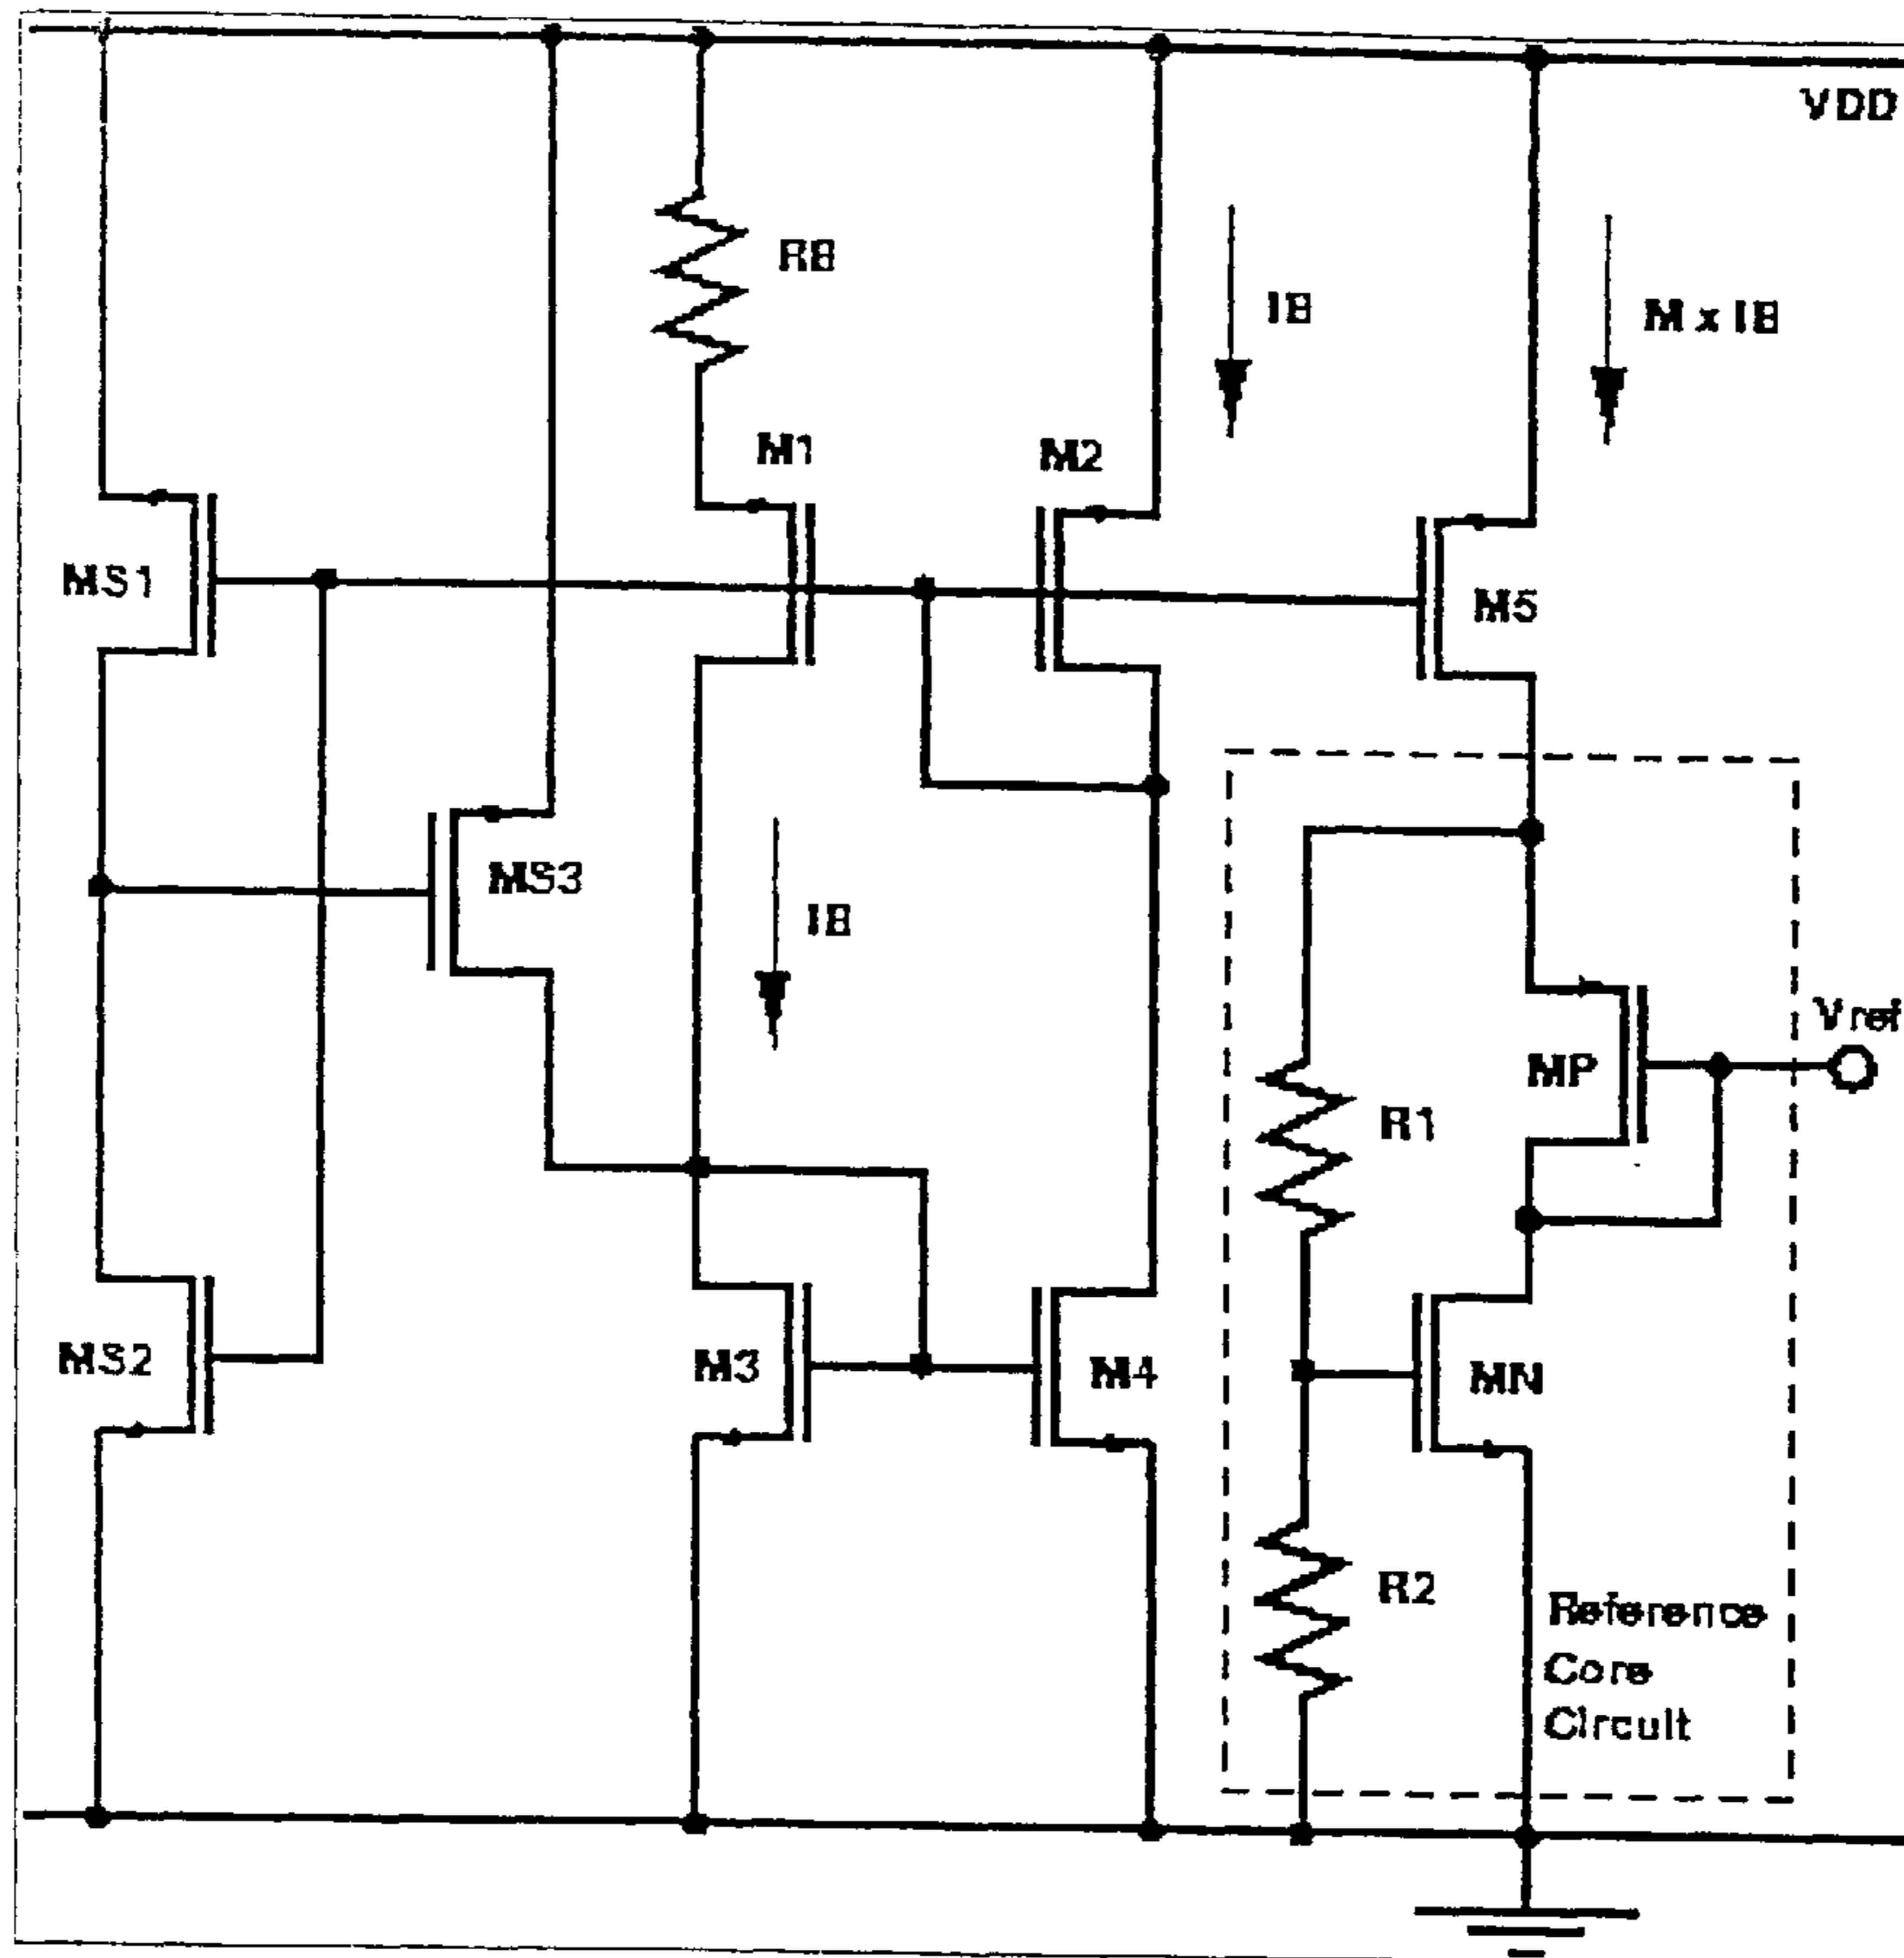 VDD
RB
IB
M x IB
M1
M2
MS1
M5
MS3
IB
Vref
MP
R1
MS2
M3
M4
MN
R2
Reference
Core
Circuit